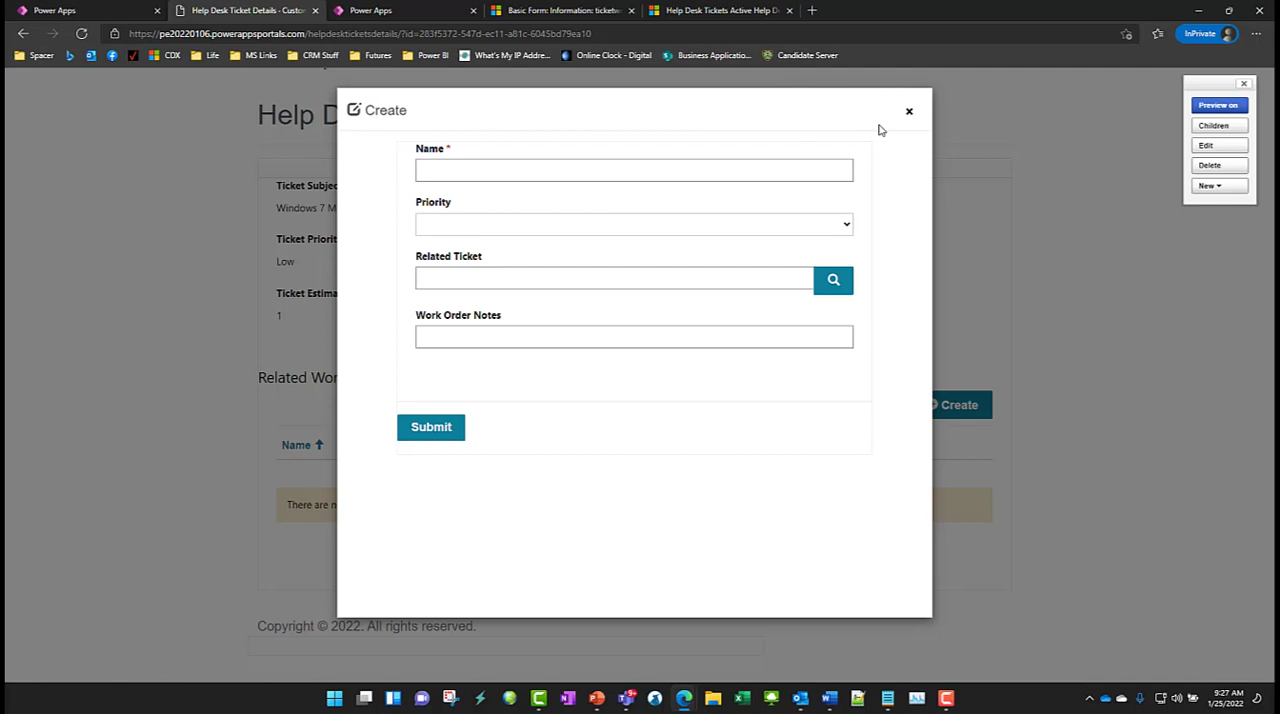 Power Apps
Help Desk Ticket Details - Custo
Power Apps
Basic Form: Information: ticketw
Help Desk Tickets Active Help D
https://pe20220106.powerappsportals.com/helpdeskticketsdetails/?id=283f5372-547d-ec11-a81c-6045bd79ea10
InPrivate
Spacer
CDX
Life
MS Links
CRM Stuff
Futures
Power BI
What's My IP Addre...
Online Clock - Digital
Business Applicatio...
Candidate Server
Help D
Create
Preview on
Children
Edit
Delete
New
Name *
Ticket Subjec
Windows 7 M
Priority
Ticket Priorit
Low
Related Ticket
Ticket Estima
1
Work Order Notes
Related Wor
Create
Submit
Name
There are n
Copyright © 2022. All rights reserved.
9+
9:27 AM
1/25/2022